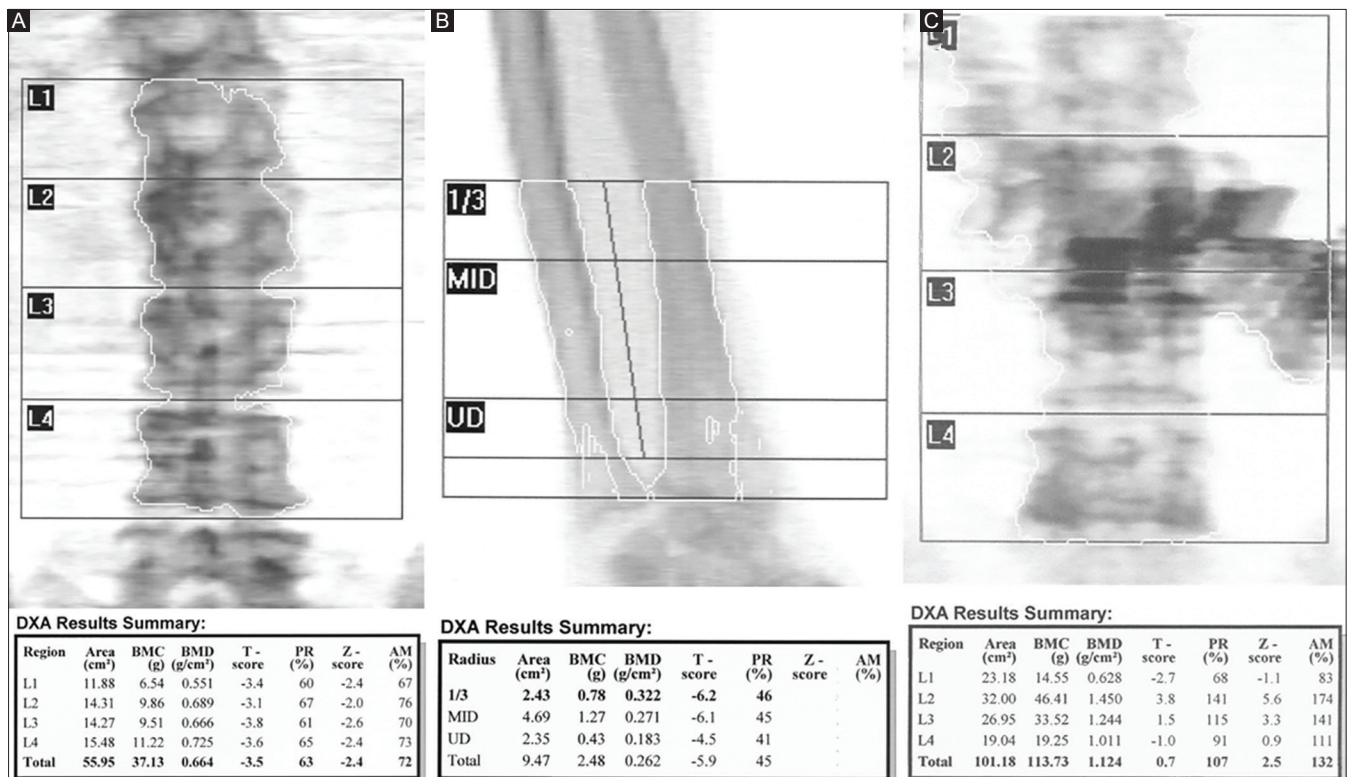 A
B
C
L1
L2
L3
L4
1/3
MID
UD
L2
L3
L4
DXA Results Summary:
Region Area (cm²) BMC (g) BMD (g/cm²) T - score PR (%) Z - score AM (%)
L1 11.88 6.54 0.551 -3.4 60 -2.4 67
L2 14.31 9.86 0.689 -3.1 67 -2.0 76
L3 14.27 9.51 0.666 -3.8 61 -2.6 70
L4 15.48 11.22 0.725 -3.6 65 -2.6 73
Total 55.95 37.13 0.664 -3.5 63 -2.4 72
DXA Results Summary:
Radius Area (cm²) BMC (g) BMD (g/cm²) T - score PR (%) Z - score AM (%)
1/3 2.43 0.78 0.322 -6.2 46
MID 4.69 1.27 0.271 -6.1 45
UD 2.35 0.43 0.183 -4.5 41
Total 9.47 2.48 0.262 -5.9 45
DXA Results Summary:
Region Area (cm²) BMC (g) BMD (g/cm²) T - score PR (%) Z - score AM (%)
L1 23.18 14.55 0.628 -2.7 68 -1.1 83
L2 32.00 46.41 1.450 3.8 141 5.6 174
L3 26.95 33.52 1.244 1.5 115 3.3 141
L4 19.04 19.25 1.011 -1.0 91 0.9 111
Total 101.18 113.73 1.124 0.7 107 2.5 132